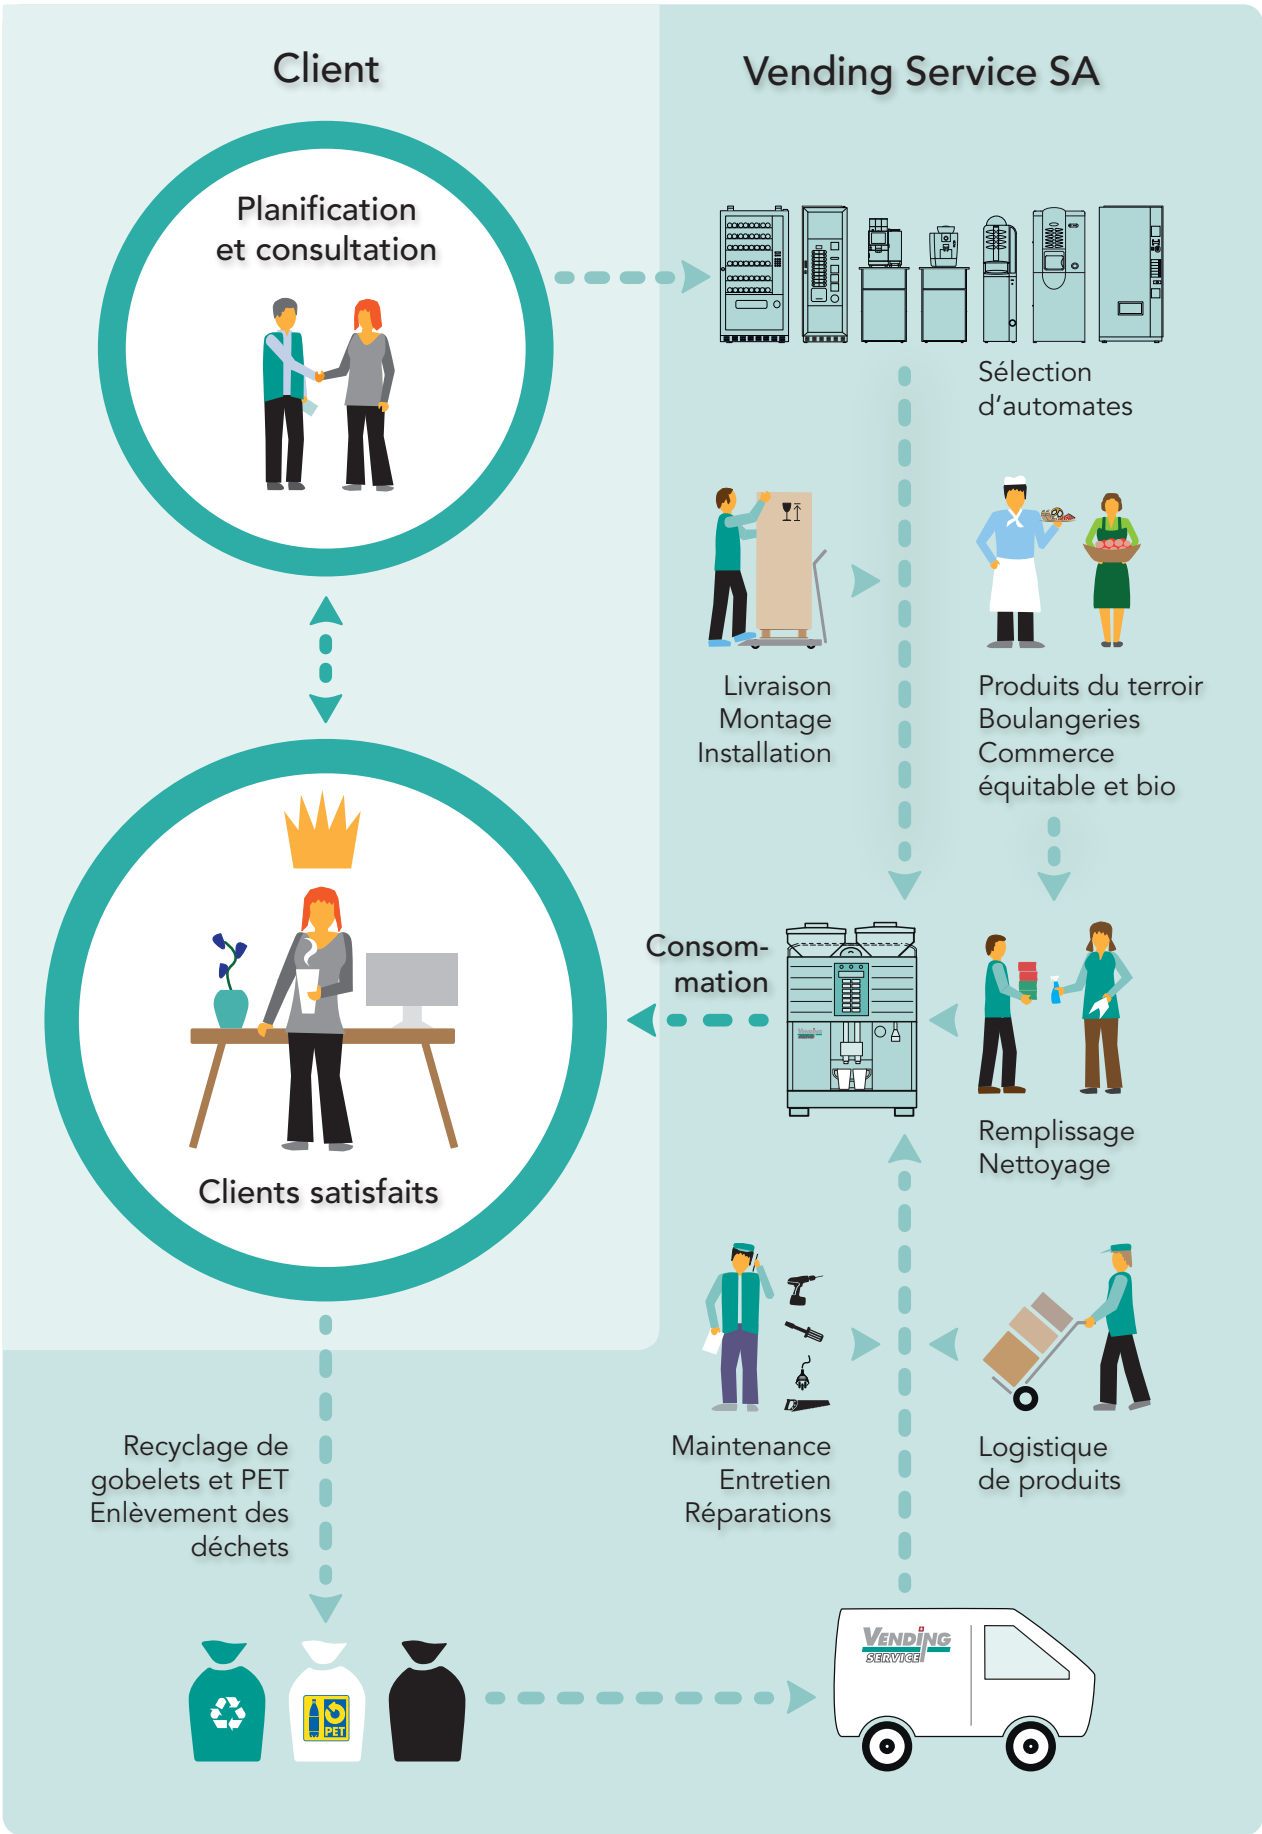 Client
Vending Service SA
Planification
et consultation
Sélection
d‘automates
Livraison
Montage
Installation
Produits du terroir
Boulangeries
Commerce
équitable et bio
Consom-
mation
Vending
SERVICE
Remplissage
Nettoyage
Clients satisfaits
Maintenance
Entretien
Réparations
Logistique
de produits
Recyclage de
gobelets et PET
Enlèvement des
déchets
PET
VENDING
SERVICE